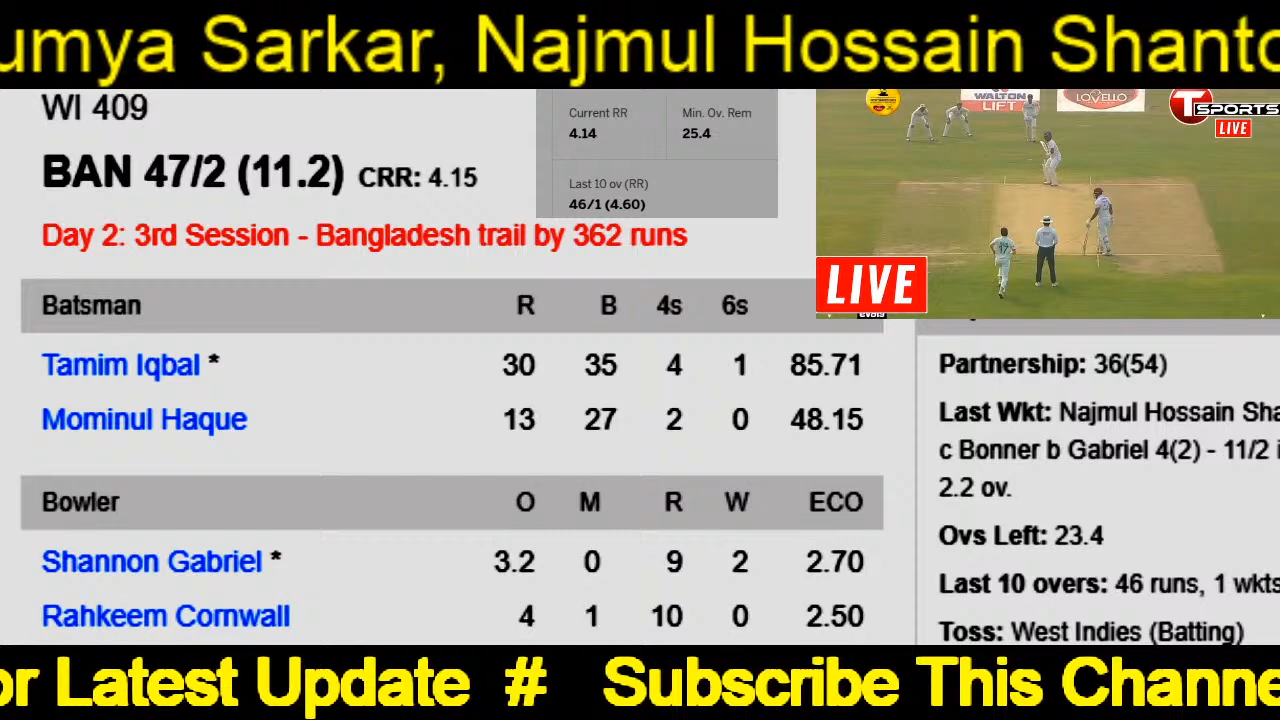 umya Sarkar, Najmul Hossain Shanto
WI 409
BAN 47/2 (11.2) CRR: 4.15
Day 2: 3rd Session - Bangladesh trail by 362 runs
Current RR
4.14
Min. Ov. Rem
25.4
Last 10 ov (RR)
46/1 (4.60)
WALTON
LIFT
LOVELLO
T SPORTS
LIVE
17
LIVE
Batsman R B 4s 6s
Tamim Iqbal * 30 35 4 1 85.71
Mominul Haque 13 27 2 0 48.15
Bowler O M R W ECO
Shannon Gabriel * 3.2 0 9 2 2.70
Rahkeem Cornwall 4 1 10 0 2.50
Partnership: 36(54)
Last Wkt: Najmul Hossain Sha
c Bonner b Gabriel 4(2) - 11/2 i
2.2 ov.
Ovs Left: 23.4
Last 10 overs: 46 runs, 1 wkts
Toss: West Indies (Batting)
or Latest Update # Subscribe This Channe